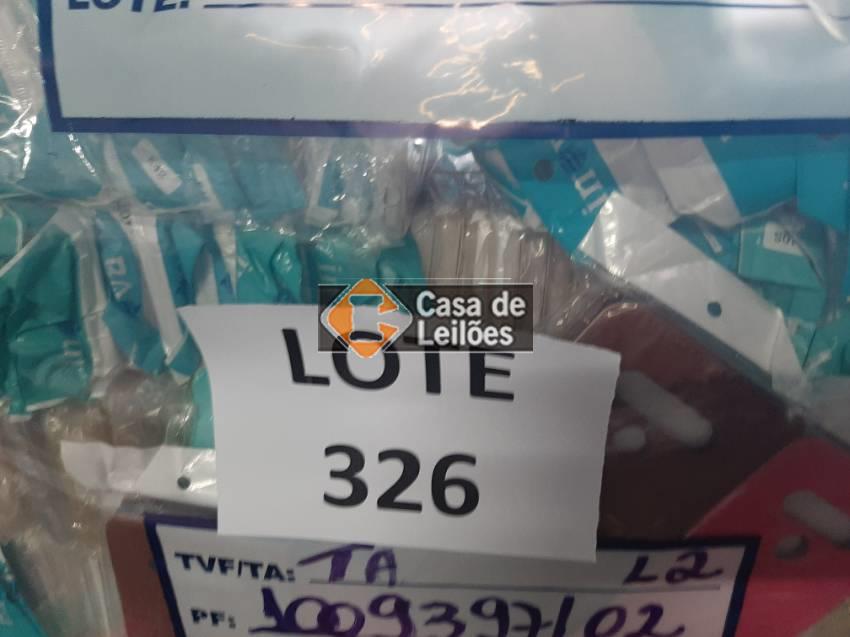 LOTE:
Casa de
Leilões
LOTE
326
TVF/TA: TA L2
PF: 1009397/02